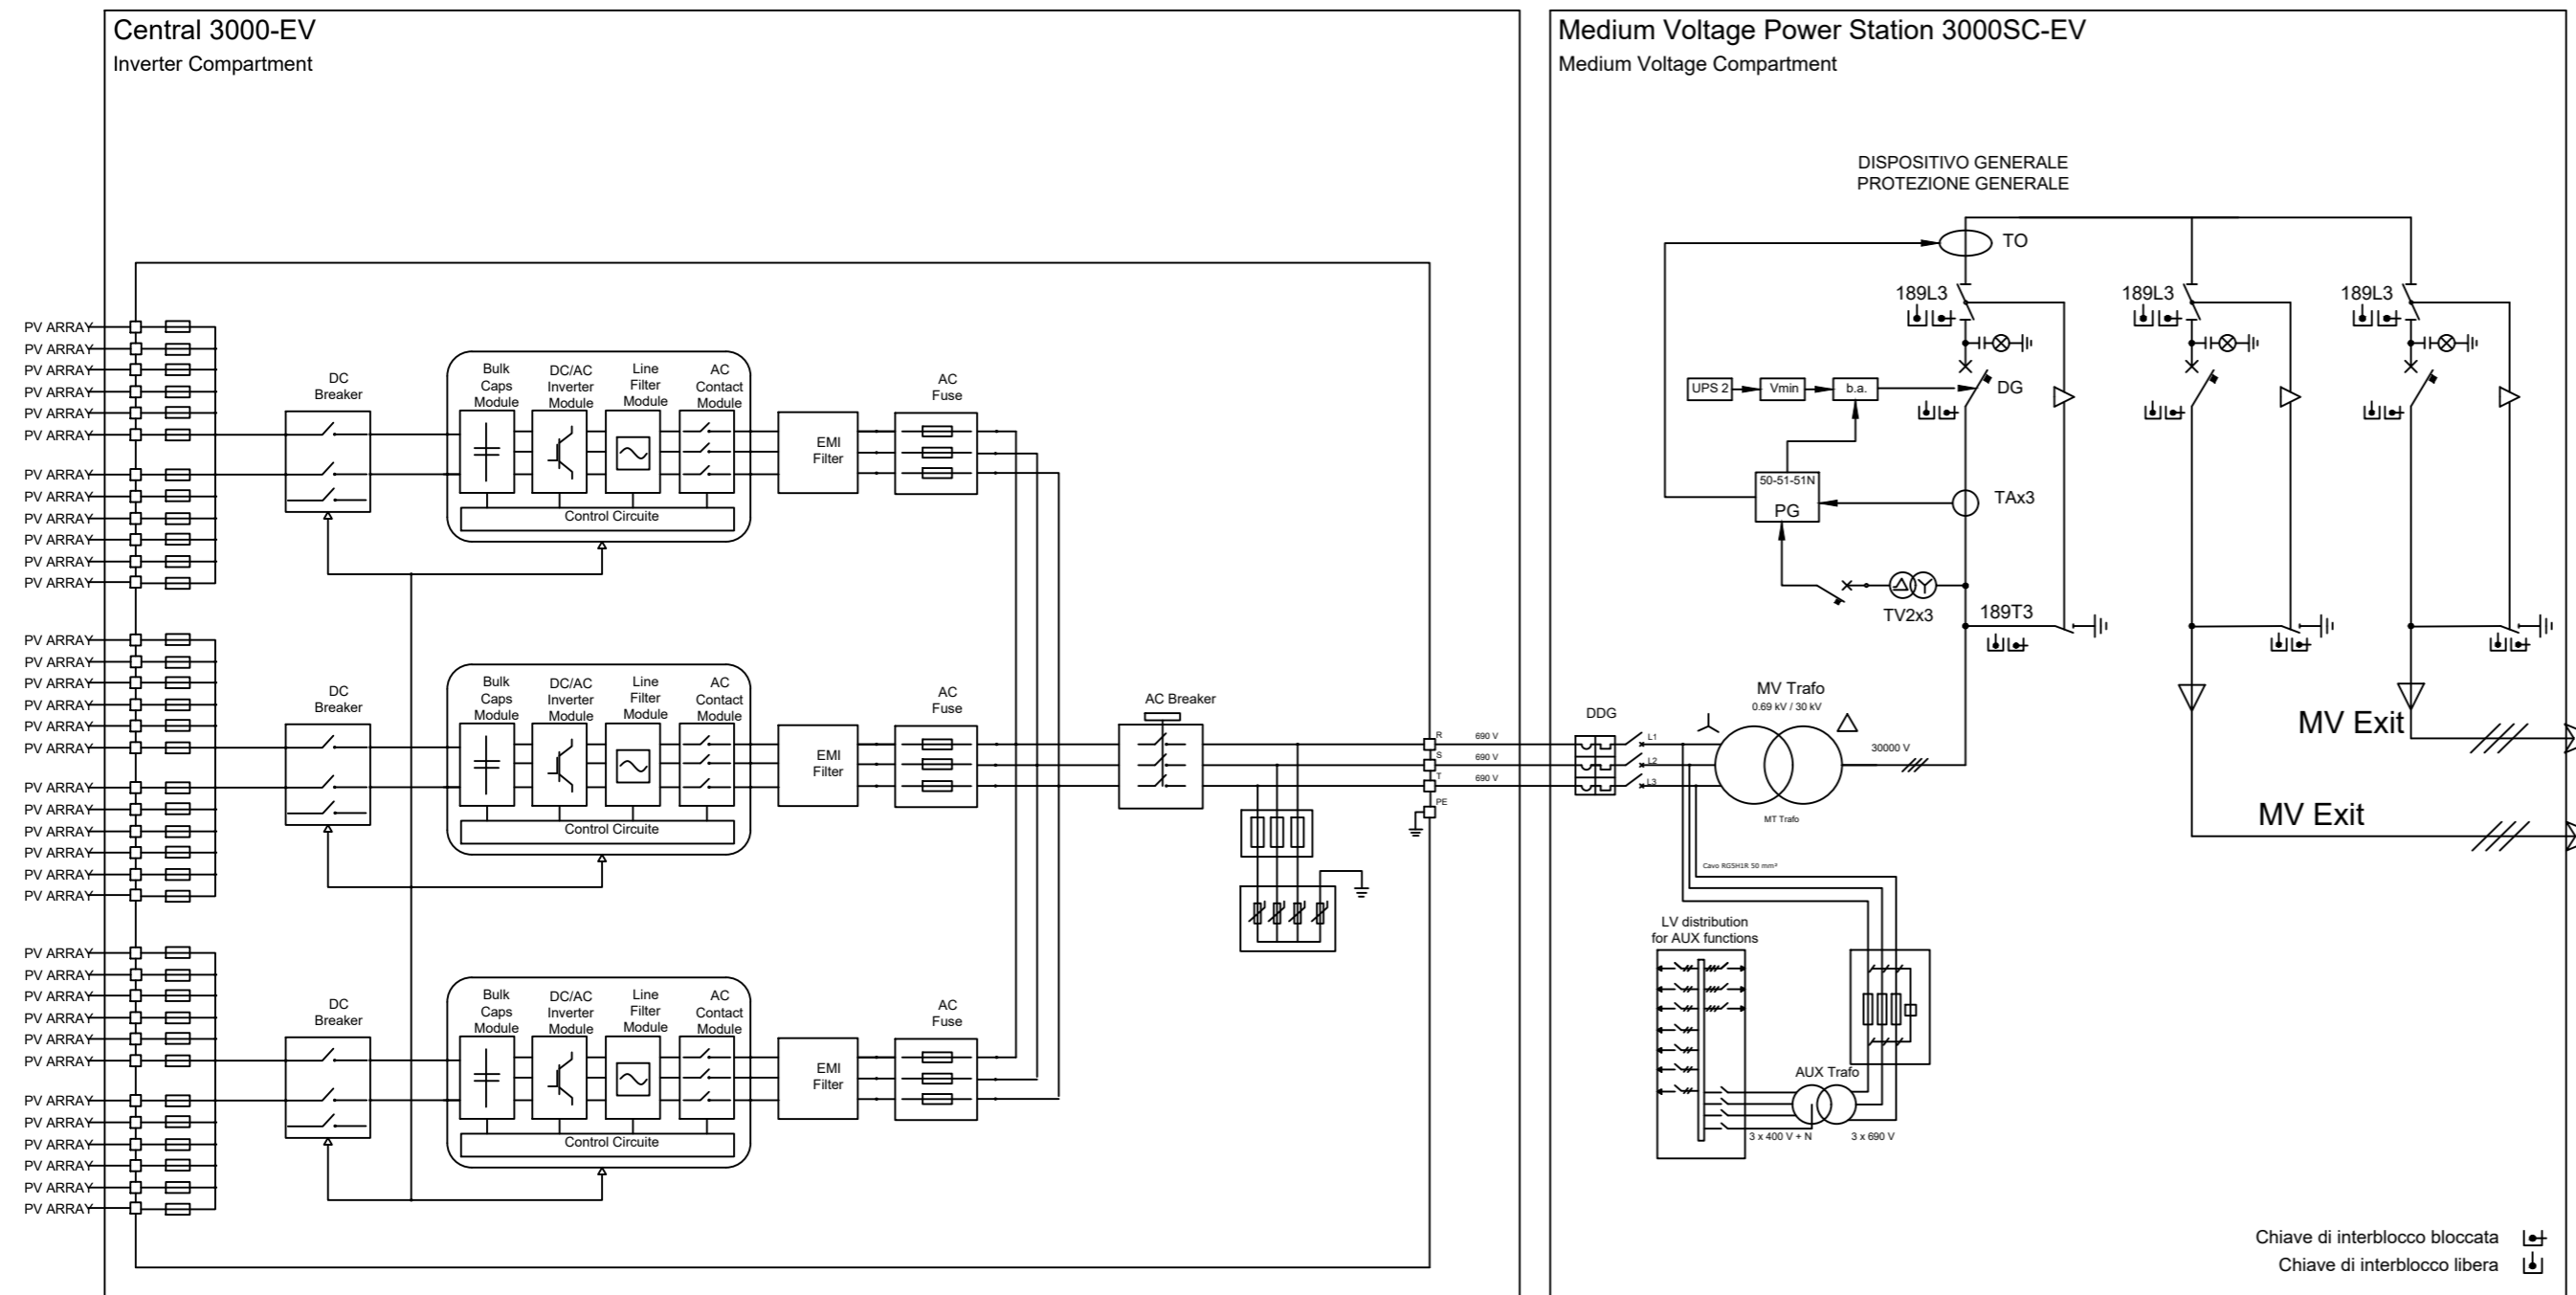 Central 3000-EV
Inverter Compartment
PV ARRAY
PV ARRAY
PV ARRAY
PV ARRAY
PV ARRAY
PV ARRAY
PV ARRAY
PV ARRAY
PV ARRAY
PV ARRAY
PV ARRAY
PV ARRAY
DC
Breaker
Bulk
Caps
Module
DC/AC
Inverter
Module
Line
Filter
Module
AC
Contact
Module
Control Circuite
EMI
Filter
AC
Fuse
PV ARRAY
PV ARRAY
PV ARRAY
PV ARRAY
PV ARRAY
PV ARRAY
PV ARRAY
PV ARRAY
PV ARRAY
PV ARRAY
PV ARRAY
PV ARRAY
DC
Breaker
Bulk
Caps
Module
DC/AC
Inverter
Module
Line
Filter
Module
AC
Contact
Module
Control Circuite
EMI
Filter
AC
Fuse
AC Breaker
R
S
T
PE
690 V
690 V
690 V
PV ARRAY
PV ARRAY
PV ARRAY
PV ARRAY
PV ARRAY
PV ARRAY
PV ARRAY
PV ARRAY
PV ARRAY
PV ARRAY
PV ARRAY
PV ARRAY
DC
Breaker
Bulk
Caps
Module
DC/AC
Inverter
Module
Line
Filter
Module
AC
Contact
Module
Control Circuite
EMI
Filter
AC
Fuse
Medium Voltage Power Station 3000SC-EV
Medium Voltage Compartment
DISPOSITIVO GENERALE
PROTEZIONE GENERALE
TO
189L3
189L3
189L3
UPS 2
Vmin
b.a.
DG
50-51-51N
PG
TAx3
TV2x3
189T3
MV Trafo
0.69 kV / 30 kV
DDG
L1
L2
L3
30000 V
MT Trafo
MV Exit
MV Exit
Cavo RG5H1R 50 mm²
LV distribution
for AUX functions
AUX Trafo
3 x 400 V + N
3 x 690 V
Chiave di interblocco bloccata
Chiave di interblocco libera